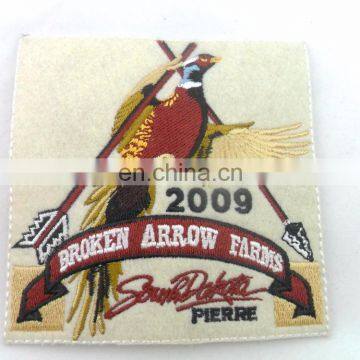 en.china.cn
2009
BROKEN ARROW FARMS
South Dakota
PIERRE